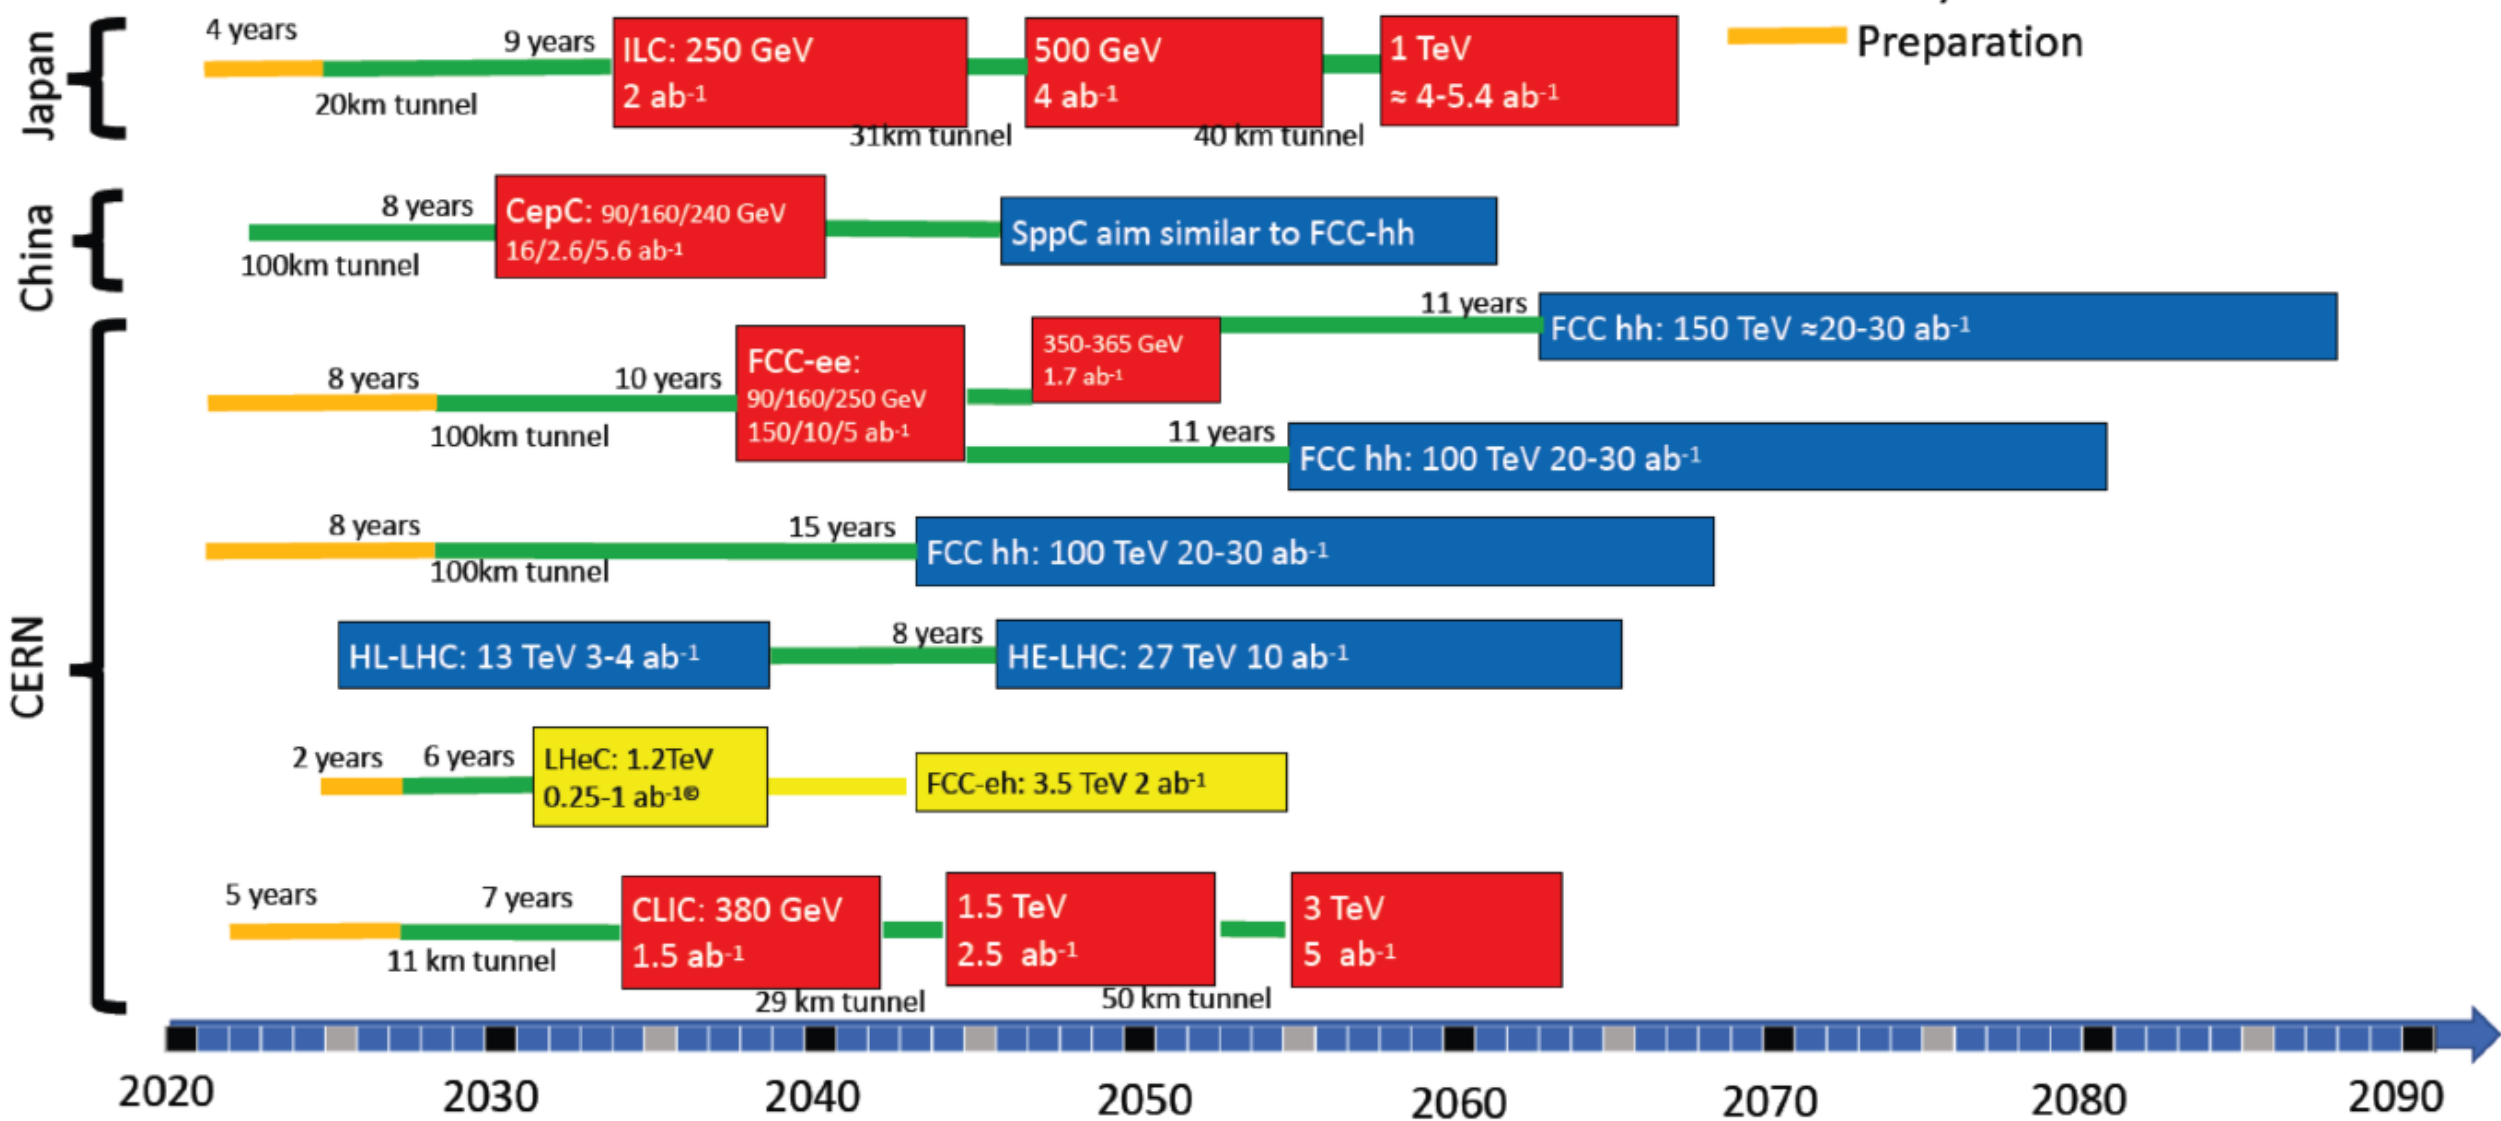 Preparation
Japan
4 years
9 years
20km tunnel
ILC: 250 GeV
2 ab-1
31km tunnel
500 GeV
4 ab-1
40 km tunnel
1 TeV
≈ 4-5.4 ab-1
China
8 years
100km tunnel
CepC: 90/160/240 GeV
16/2.6/5.6 ab-1
SppC aim similar to FCC-hh
CERN
8 years
10 years
100km tunnel
FCC-ee:
90/160/250 GeV
150/10/5 ab-1
350-365 GeV
1.7 ab-1
11 years
FCC hh: 150 TeV ≈20-30 ab-1
11 years
FCC hh: 100 TeV 20-30 ab-1
8 years
15 years
100km tunnel
FCC hh: 100 TeV 20-30 ab-1
HL-LHC: 13 TeV 3-4 ab-1
8 years
HE-LHC: 27 TeV 10 ab-1
2 years
6 years
LHeC: 1.2TeV
0.25-1 ab-1©
FCC-eh: 3.5 TeV 2 ab-1
5 years
7 years
11 km tunnel
CLIC: 380 GeV
1.5 ab-1
29 km tunnel
1.5 TeV
2.5 ab-1
50 km tunnel
3 TeV
5 ab-1
2020
2030
2040
2050
2060
2070
2080
2090